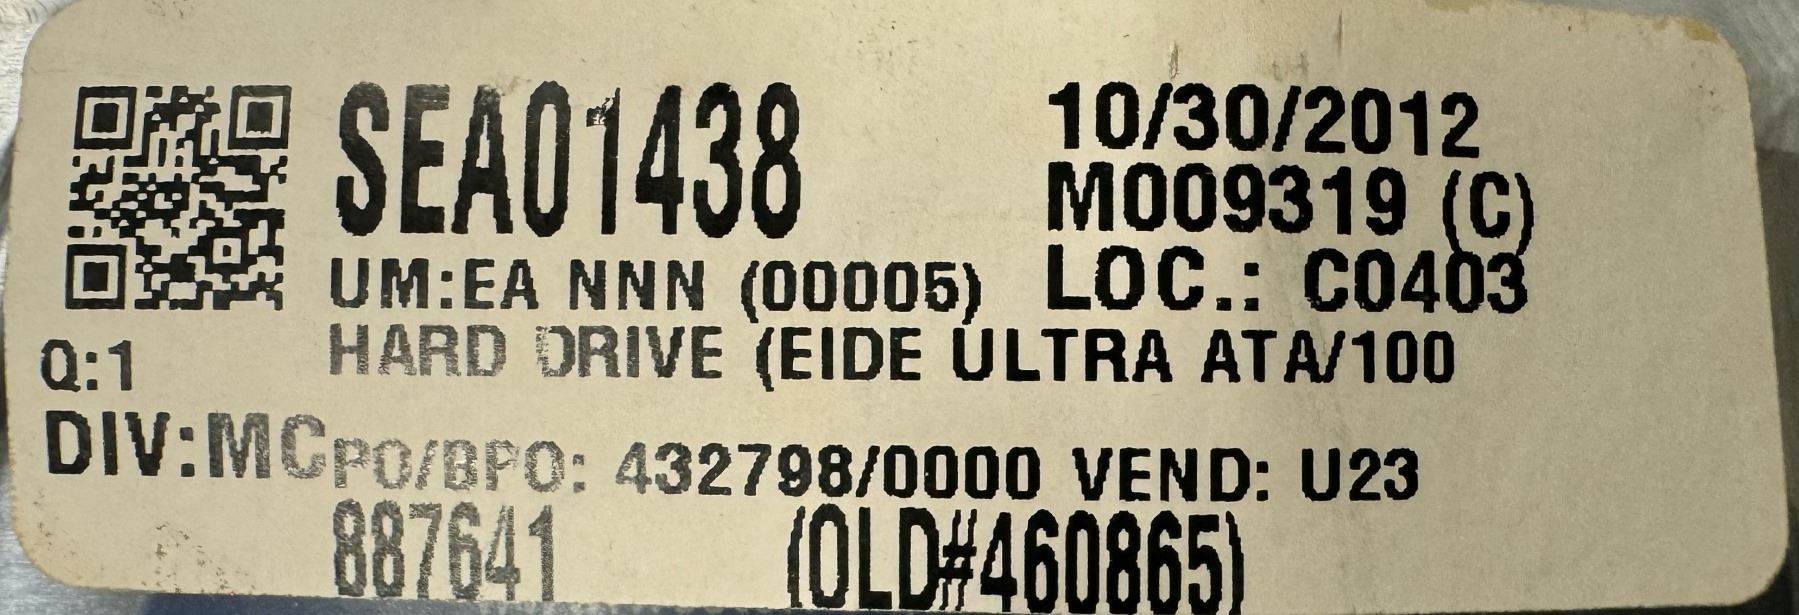 SEA01438
10/30/2012
M009319 (C)
UM:EA NNN (00005)
LOC.: C0403
Q:1
HARD DRIVE (EIDE ULTRA ATA/100
DIV:MC
PO/BPO: 432798/0000 VEND: U23
887641
(OLD#460865)